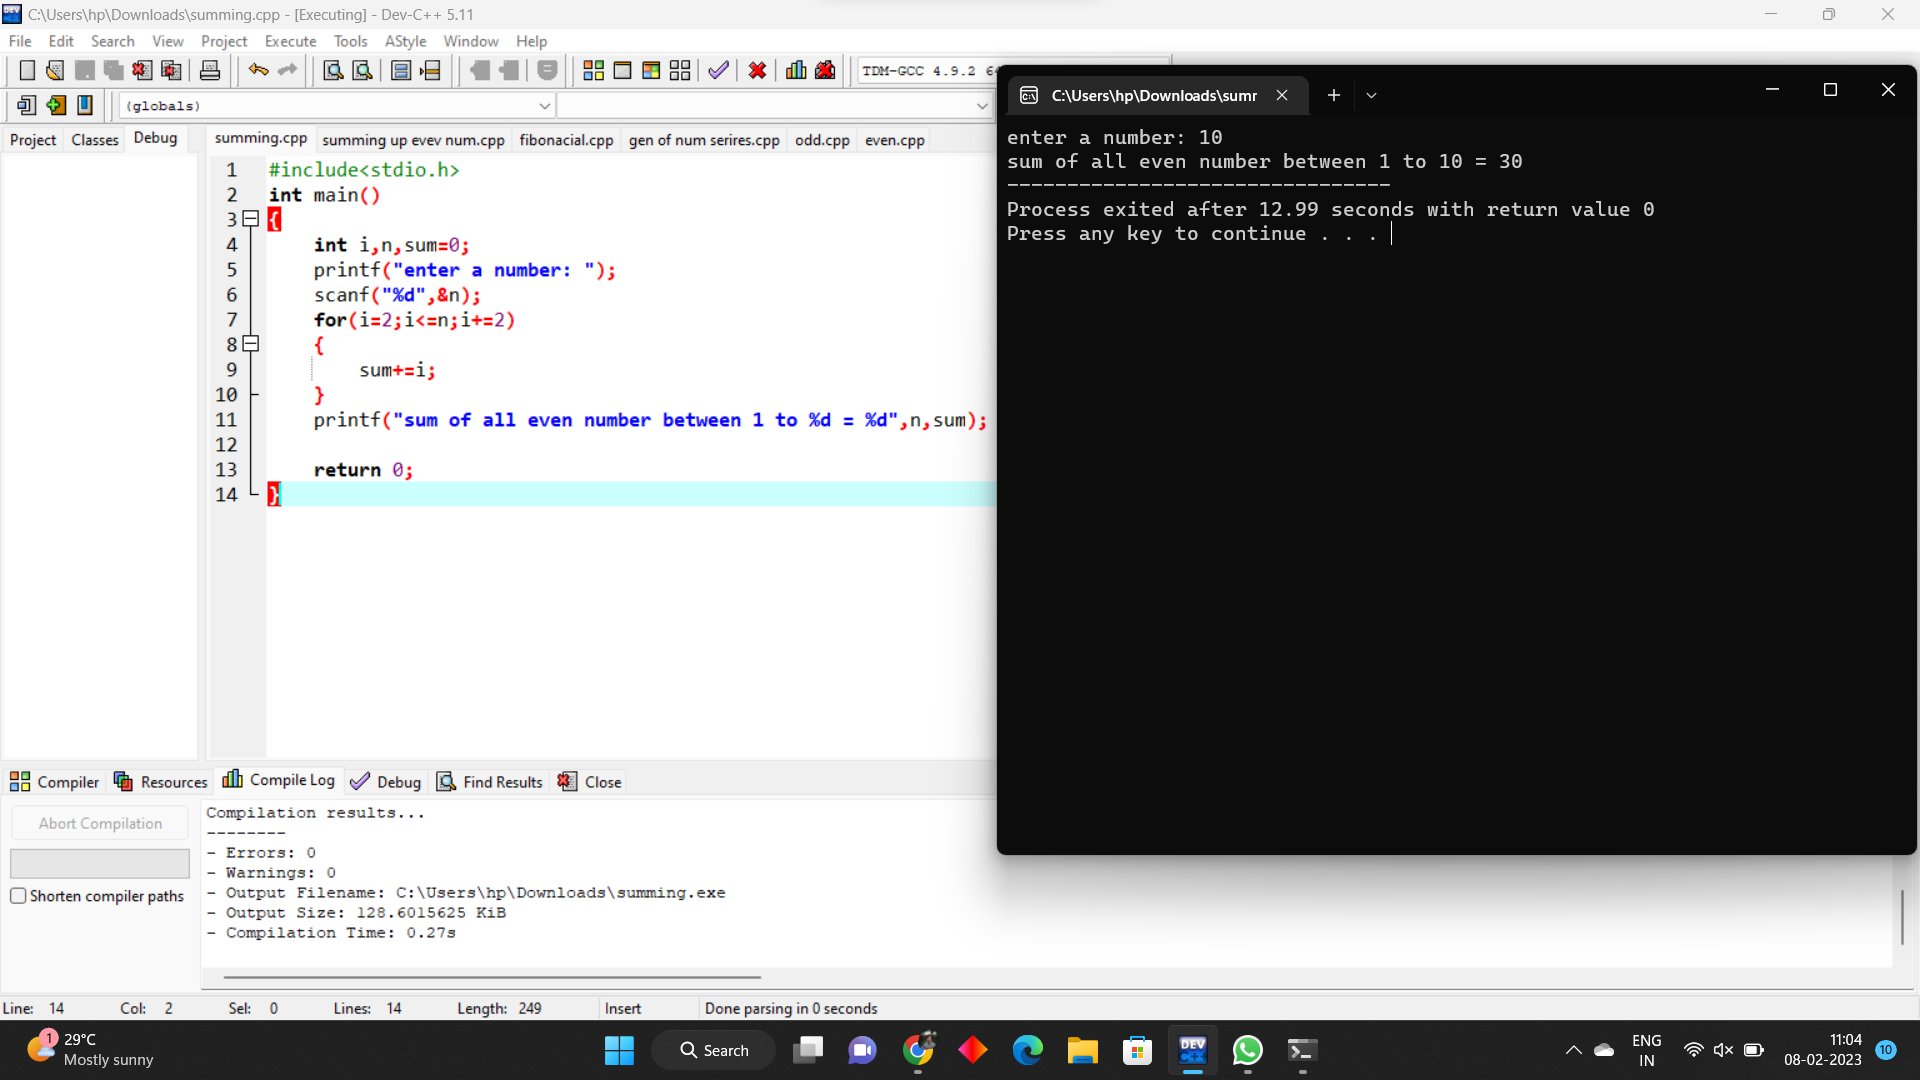 C:\Users\hp\Downloads\summing.cpp - [Executing] - Dev-C++ 5.11
File Edit Search View Project Execute Tools AStyle Window Help
TDM-GCC 4.9.2
(globals)
Project Classes Debug
summing.cpp summing up evev num.cpp fibonacial.cpp gen of num serires.cpp odd.cpp even.cpp
1 #include<stdio.h>
2 int main()
3 {
4 int i,n,sum=0;
5 printf("enter a number: ");
6 scanf("%d",&n);
7 for(i=2;i<=n;i+=2)
8 {
9 sum+=i;
10 }
11 printf("sum of all even number between 1 to %d = %d",n,sum);
12
13 return 0;
14 }
C:\Users\hp\Downloads\sumr
enter a number: 10
sum of all even number between 1 to 10 = 30
--------------------------------
Process exited after 12.99 seconds with return value 0
Press any key to continue . . .
Compiler Resources Compile Log Debug Find Results Close
Abort Compilation
Shorten compiler paths
Compilation results...
--------
- Errors: 0
- Warnings: 0
- Output Filename: C:\Users\hp\Downloads\summing.exe
- Output Size: 128.6015625 KiB
- Compilation Time: 0.27s
Line: 14 Col: 2 Sel: 0 Lines: 14 Length: 249 Insert Done parsing in 0 seconds
1
29°C
Mostly sunny
Search
DEV
C++
ENG
IN
11:04
08-02-2023
10